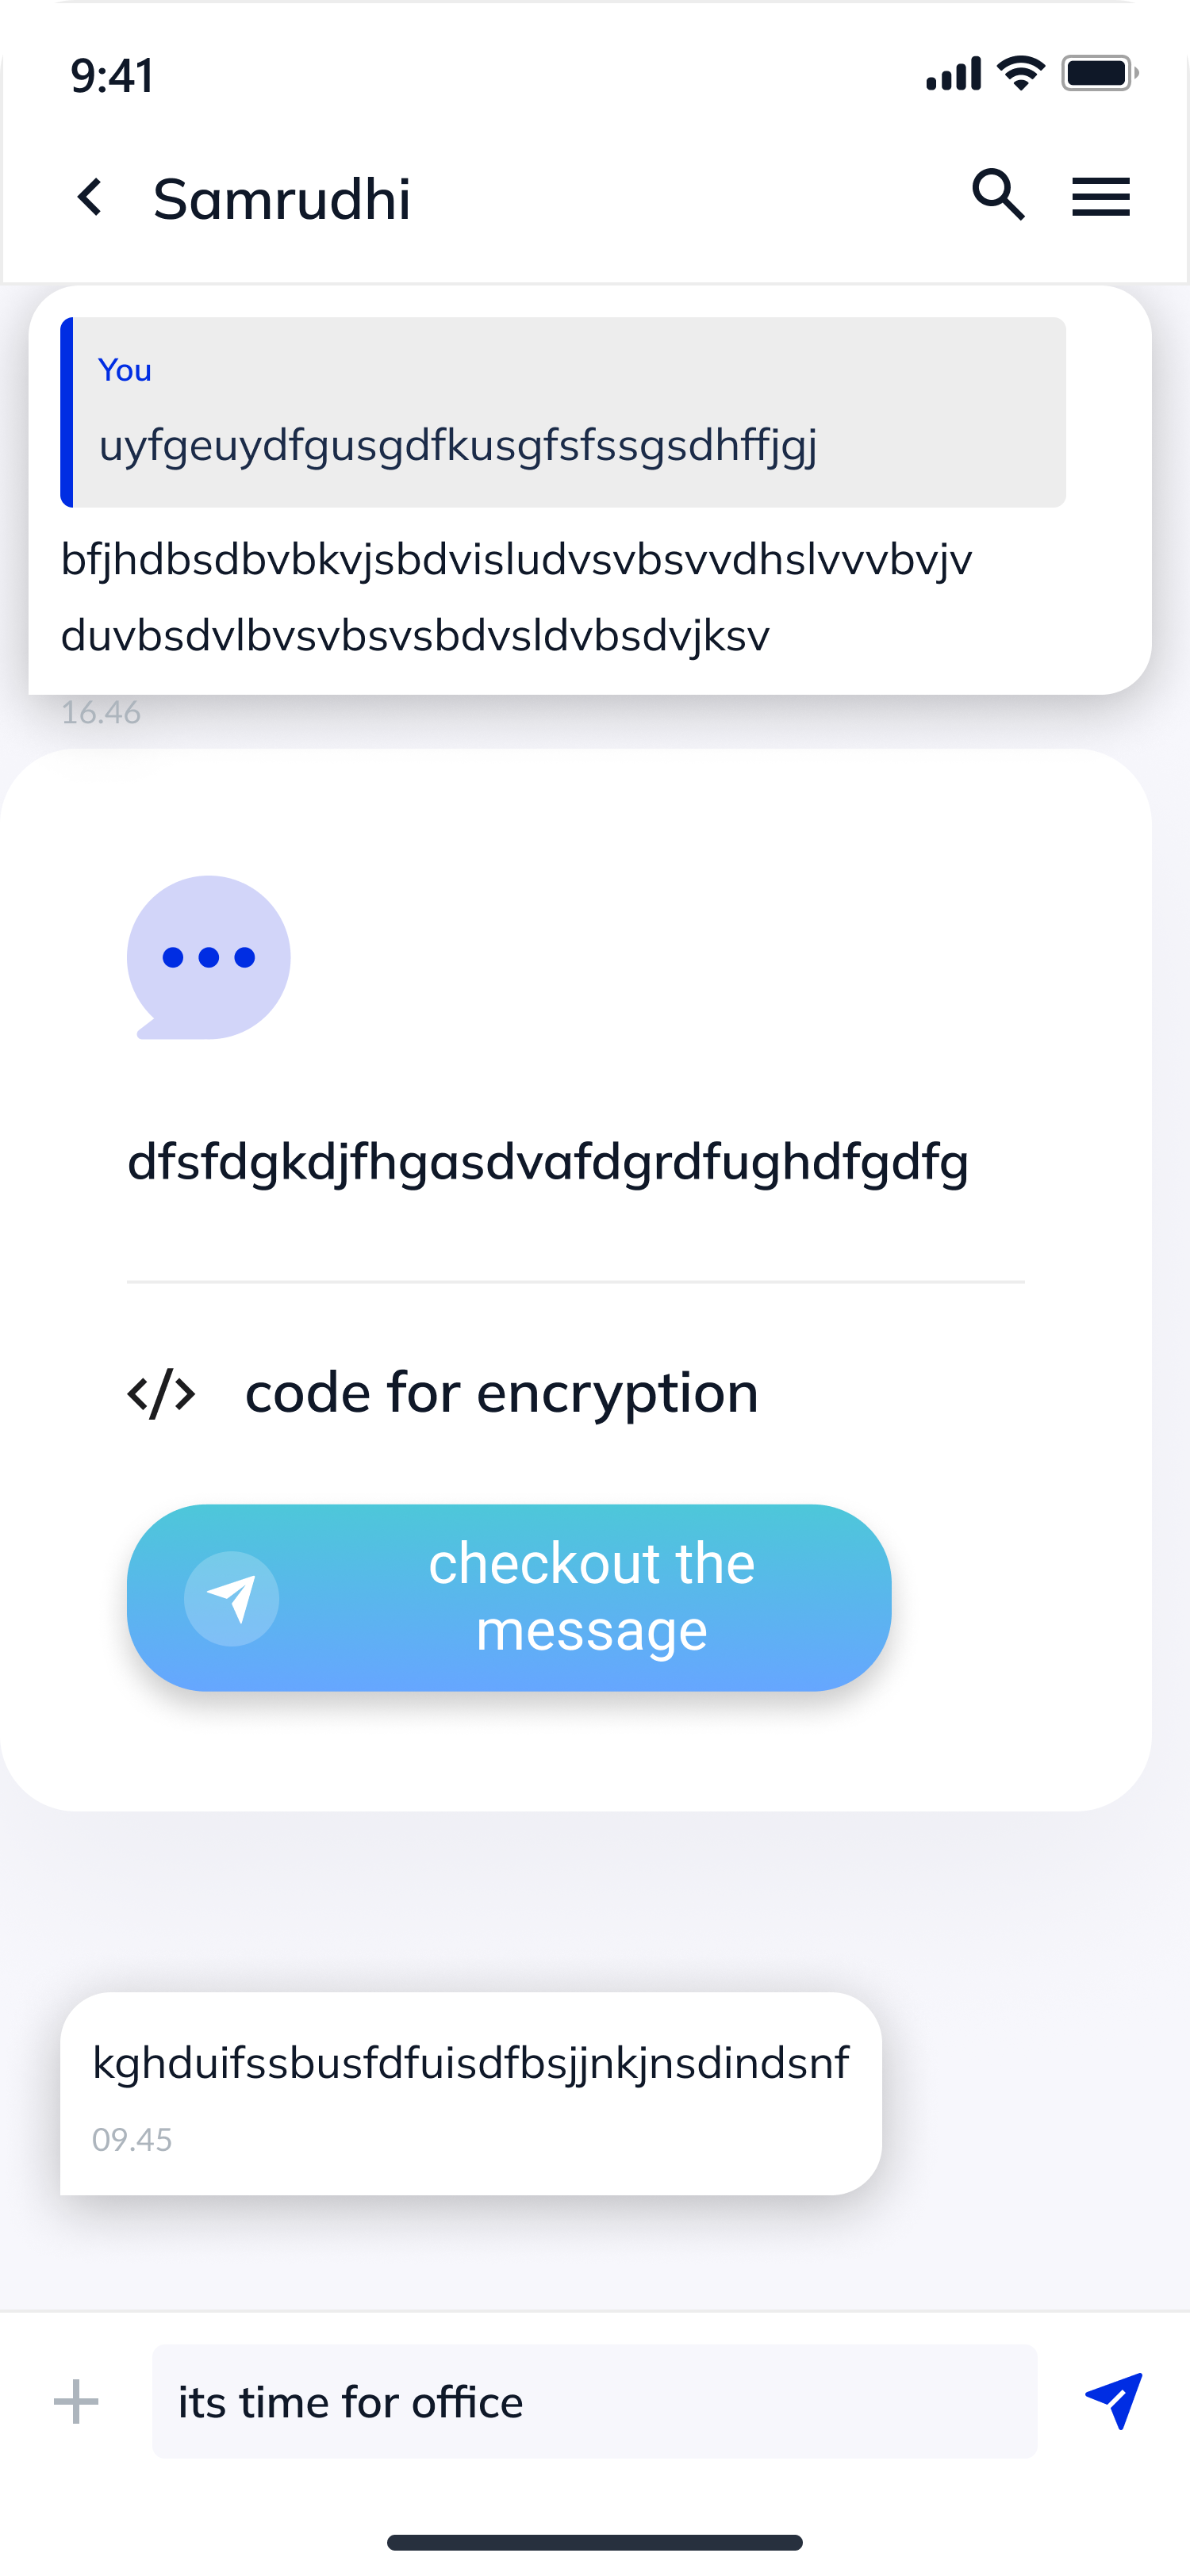 9:41
Samrudhi
You
uyfgeuydfgusgdfkusgfsfssgsdhffjgj
bfjhdbsdbvbkvjsbdvisludvsvbsvvdhslvvvbvjv
duvbsdvlbvsvbsvsbdvsldvbsdvjksv
16.46
dfsfdgkdjfhgasdvafdgrdfughdfgdfg
</> code for encryption
checkout the
message
kghduifssbusfdfuisdfbsjjnkjnsdindsnf
09.45
its time for office